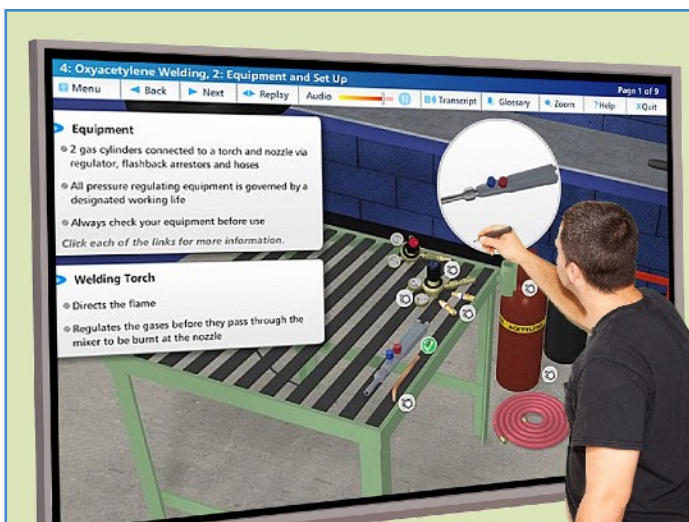 4: Oxyacetylene Welding, 2: Equipment and Set Up
Page 1 of 9
Menu Back Next Replay Audio Transcript Glossary Zoom ?Help XQuit
Equipment
2 gas cylinders connected to a torch and nozzle via
regulator, flashback arrestors and hoses
All pressure regulating equipment is governed by a
designated working life
Always check your equipment before use
Click each of the links for more information.
Welding Torch
Directs the flame
Regulates the gases before they pass through the
mixer to be burnt at the nozzle
ACETYLENE